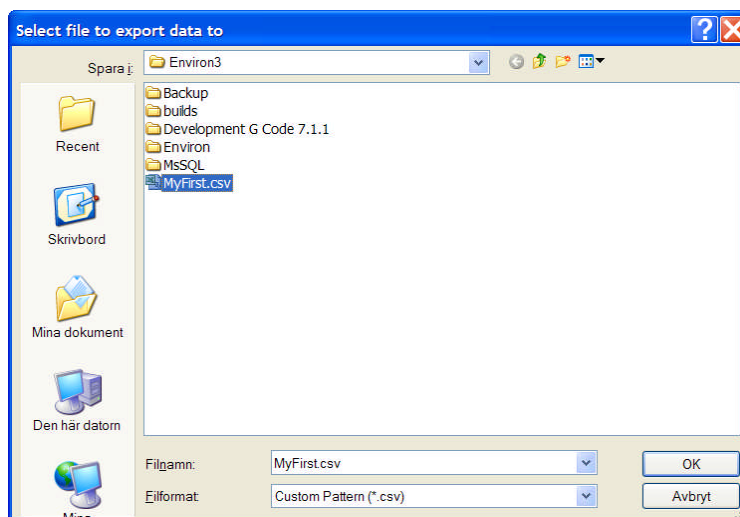 Select file to export data to
Spara i:
Environ3
Recent
Skrivbord
Mina dokument
Den här datorn
Mina
Backup
builds
Development G Code 7.1.1
Environ
MsSQL
MyFirst.csv
Filnamn:
MyFirst.csv
OK
Filformat:
Custom Pattern (*.csv)
Avbryt